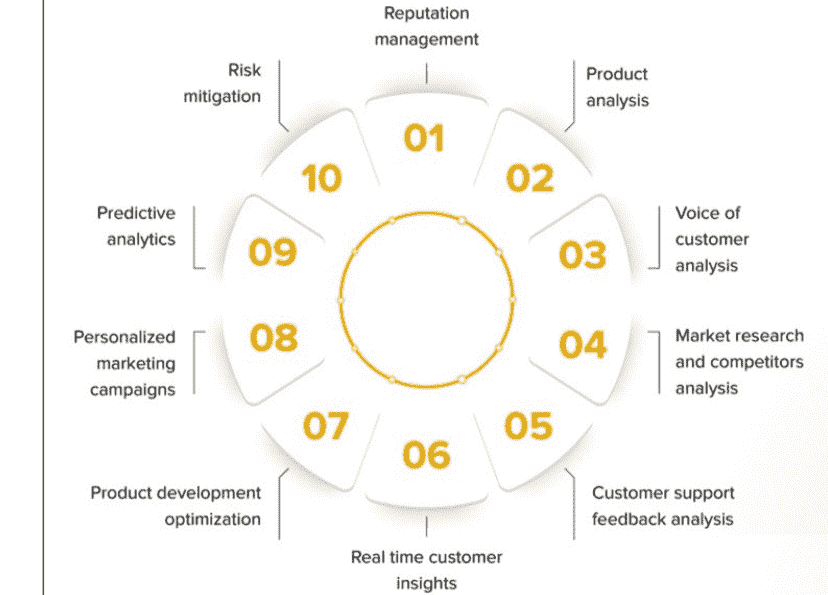 Reputation
management
01
Product
analysis
02
Voice of
customer
analysis
03
Market research
and competitors
analysis
04
Customer support
feedback analysis
05
Real time customer
insights
06
Product development
optimization
07
Personalized
marketing
campaigns
08
Predictive
analytics
09
Risk
mitigation
10